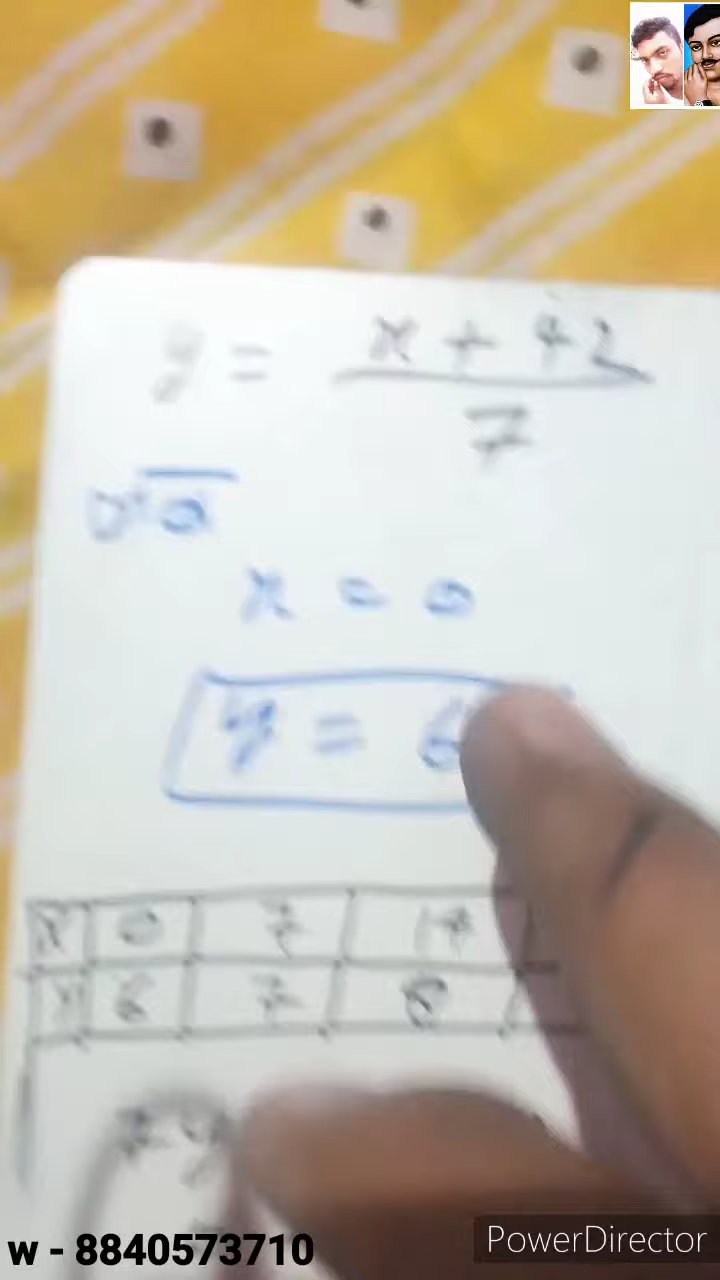 y = x + 42
7
x = 0
y = 6
x 0 7 14
y 6 7 8
w - 8840573710
PowerDirector